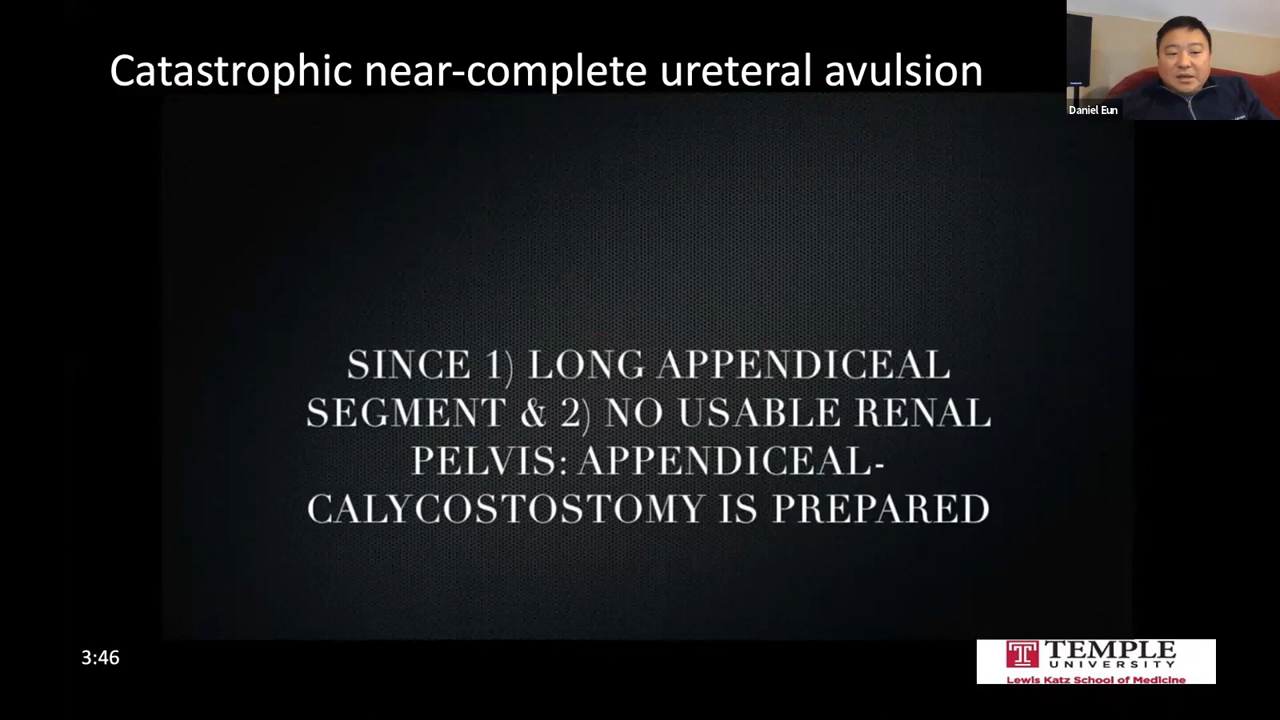 Catastrophic near-complete ureteral avulsion
Daniel Eun
SINCE 1) LONG APPENDICEAL
SEGMENT & 2) NO USABLE RENAL
PELVIS: APPENDICEAL-
CALYCOSTOSTOMY IS PREPARED
3:46
TEMPLE
UNIVERSITY
Lewis Katz School of Medicine